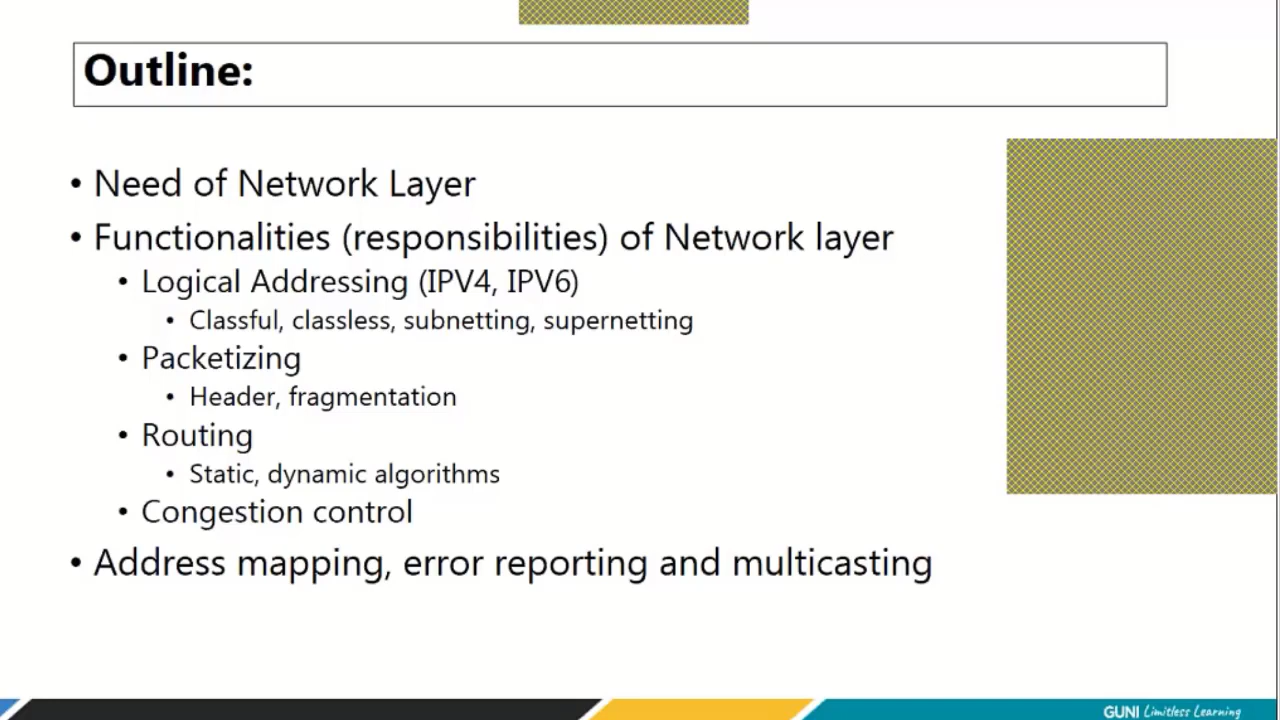 Outline:
• Need of Network Layer
• Functionalities (responsibilities) of Network layer
• Logical Addressing (IPV4, IPV6)
• Classful, classless, subnetting, supernetting
• Packetizing
• Header, fragmentation
• Routing
• Static, dynamic algorithms
• Congestion control
• Address mapping, error reporting and multicasting
GUNI Limitless Learning